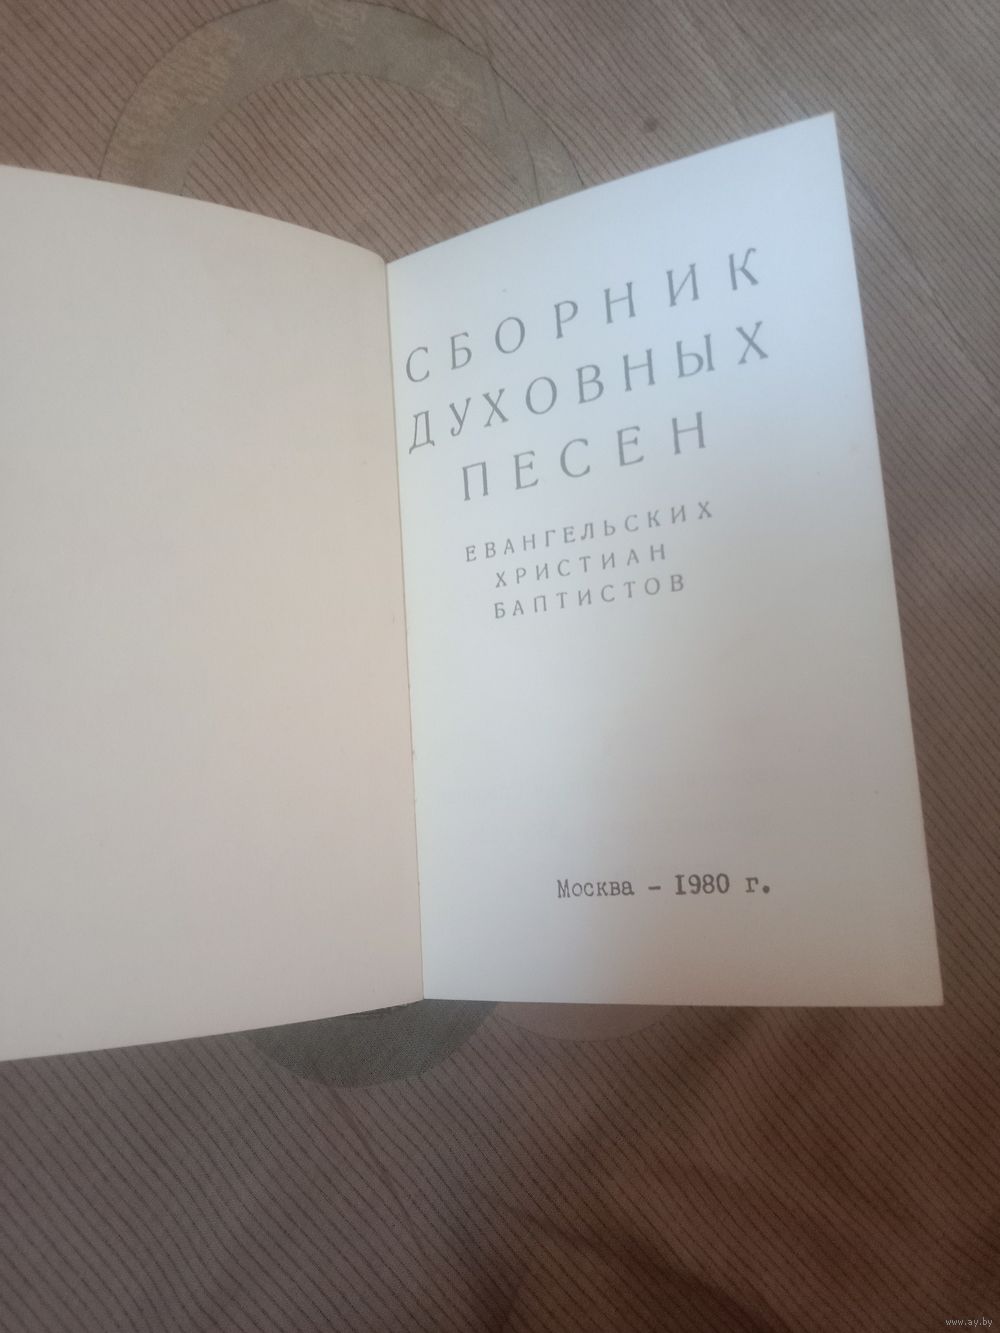 СБОРНИК
ДУХОВНЫХ
ПЕСЕН
ЕВАНГЕЛЬСКИХ
ХРИСТИАН
БАПТИСТОВ
Москва - 1980 г.
www.ay.by